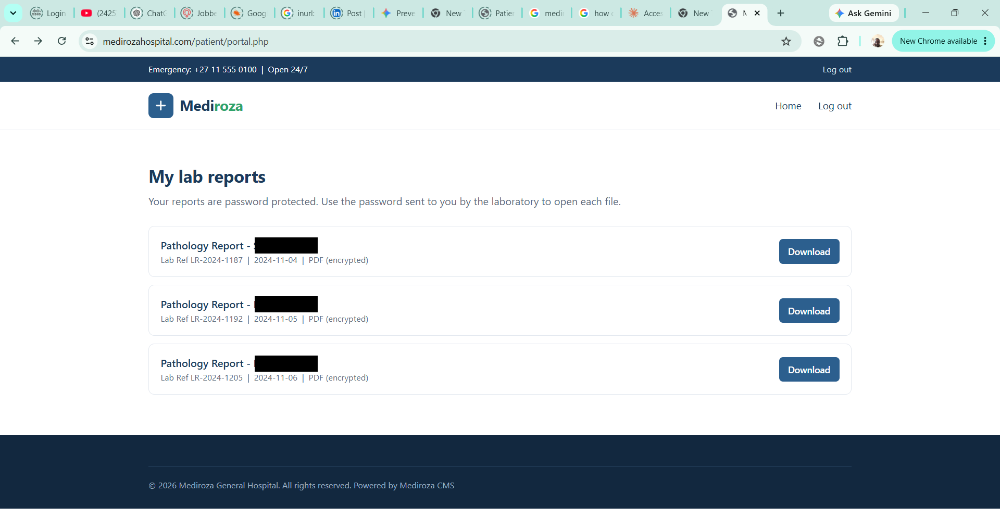 Login
(2425
ChatG
Jobbe
Goog
inurl:
Post
Preve
New
Patier
medir
how
Acces
New
Ask Gemini
medirozahospital.com/patient/portal.php
New Chrome available
Emergency: +27 11 555 0100 | Open 24/7
Log out
Mediroza
Home
Log out
My lab reports
Your reports are password protected. Use the password sent to you by the laboratory to open each file.
Pathology Report -
Lab Ref LR-2024-1187 | 2024-11-04 | PDF (encrypted)
Download
Pathology Report -
Lab Ref LR-2024-1192 | 2024-11-05 | PDF (encrypted)
Download
Pathology Report -
Lab Ref LR-2024-1205 | 2024-11-06 | PDF (encrypted)
Download
© 2026 Mediroza General Hospital. All rights reserved. Powered by Mediroza CMS